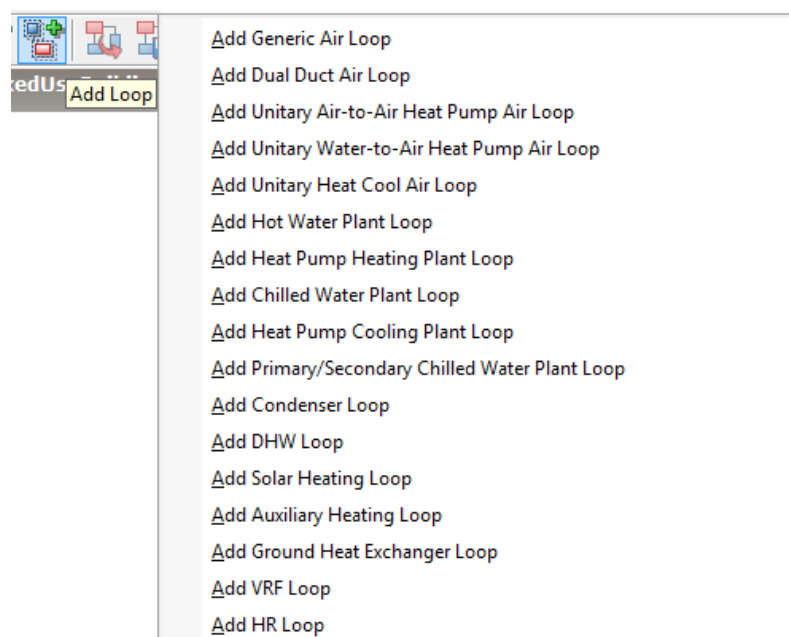 Add Loop
Add Generic Air Loop
Add Dual Duct Air Loop
Add Unitary Air-to-Air Heat Pump Air Loop
Add Unitary Water-to-Air Heat Pump Air Loop
Add Unitary Heat Cool Air Loop
Add Hot Water Plant Loop
Add Heat Pump Heating Plant Loop
Add Chilled Water Plant Loop
Add Heat Pump Cooling Plant Loop
Add Primary/Secondary Chilled Water Plant Loop
Add Condenser Loop
Add DHW Loop
Add Solar Heating Loop
Add Auxiliary Heating Loop
Add Ground Heat Exchanger Loop
Add VRF Loop
Add HR Loop